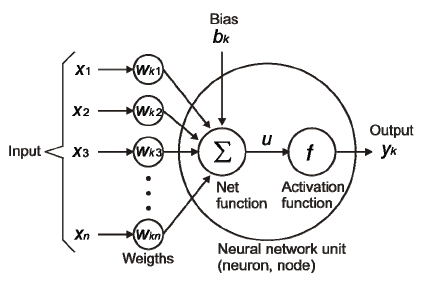 Bias
bk
x1
wk1
x2
wk2
Input
x3
wk3
Σ
u
f
Output
yk
Net
function
Activation
function
xn
wkn
Weigths
Neural network unit
(neuron, node)